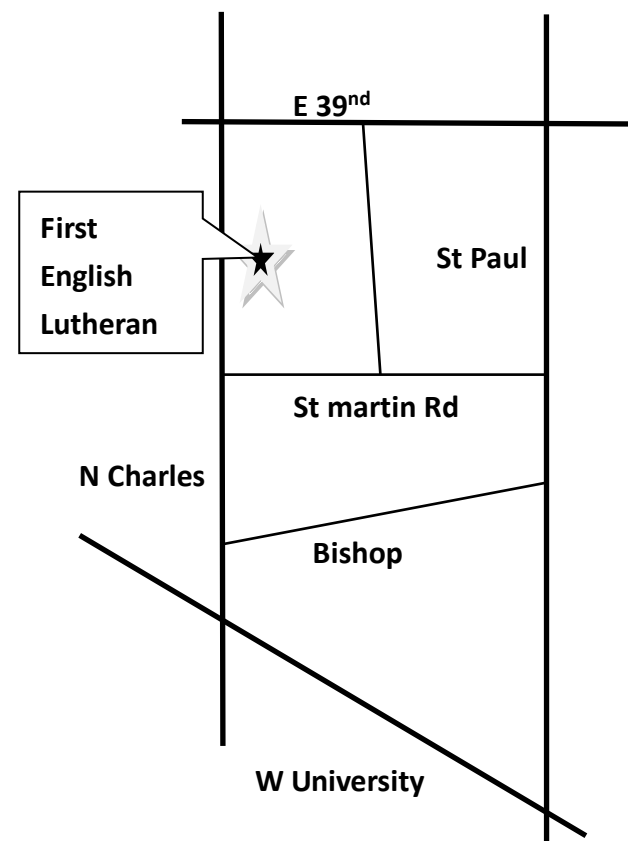 E 39nd
First
English
Lutheran
St Paul
St martin Rd
N Charles
Bishop
W University